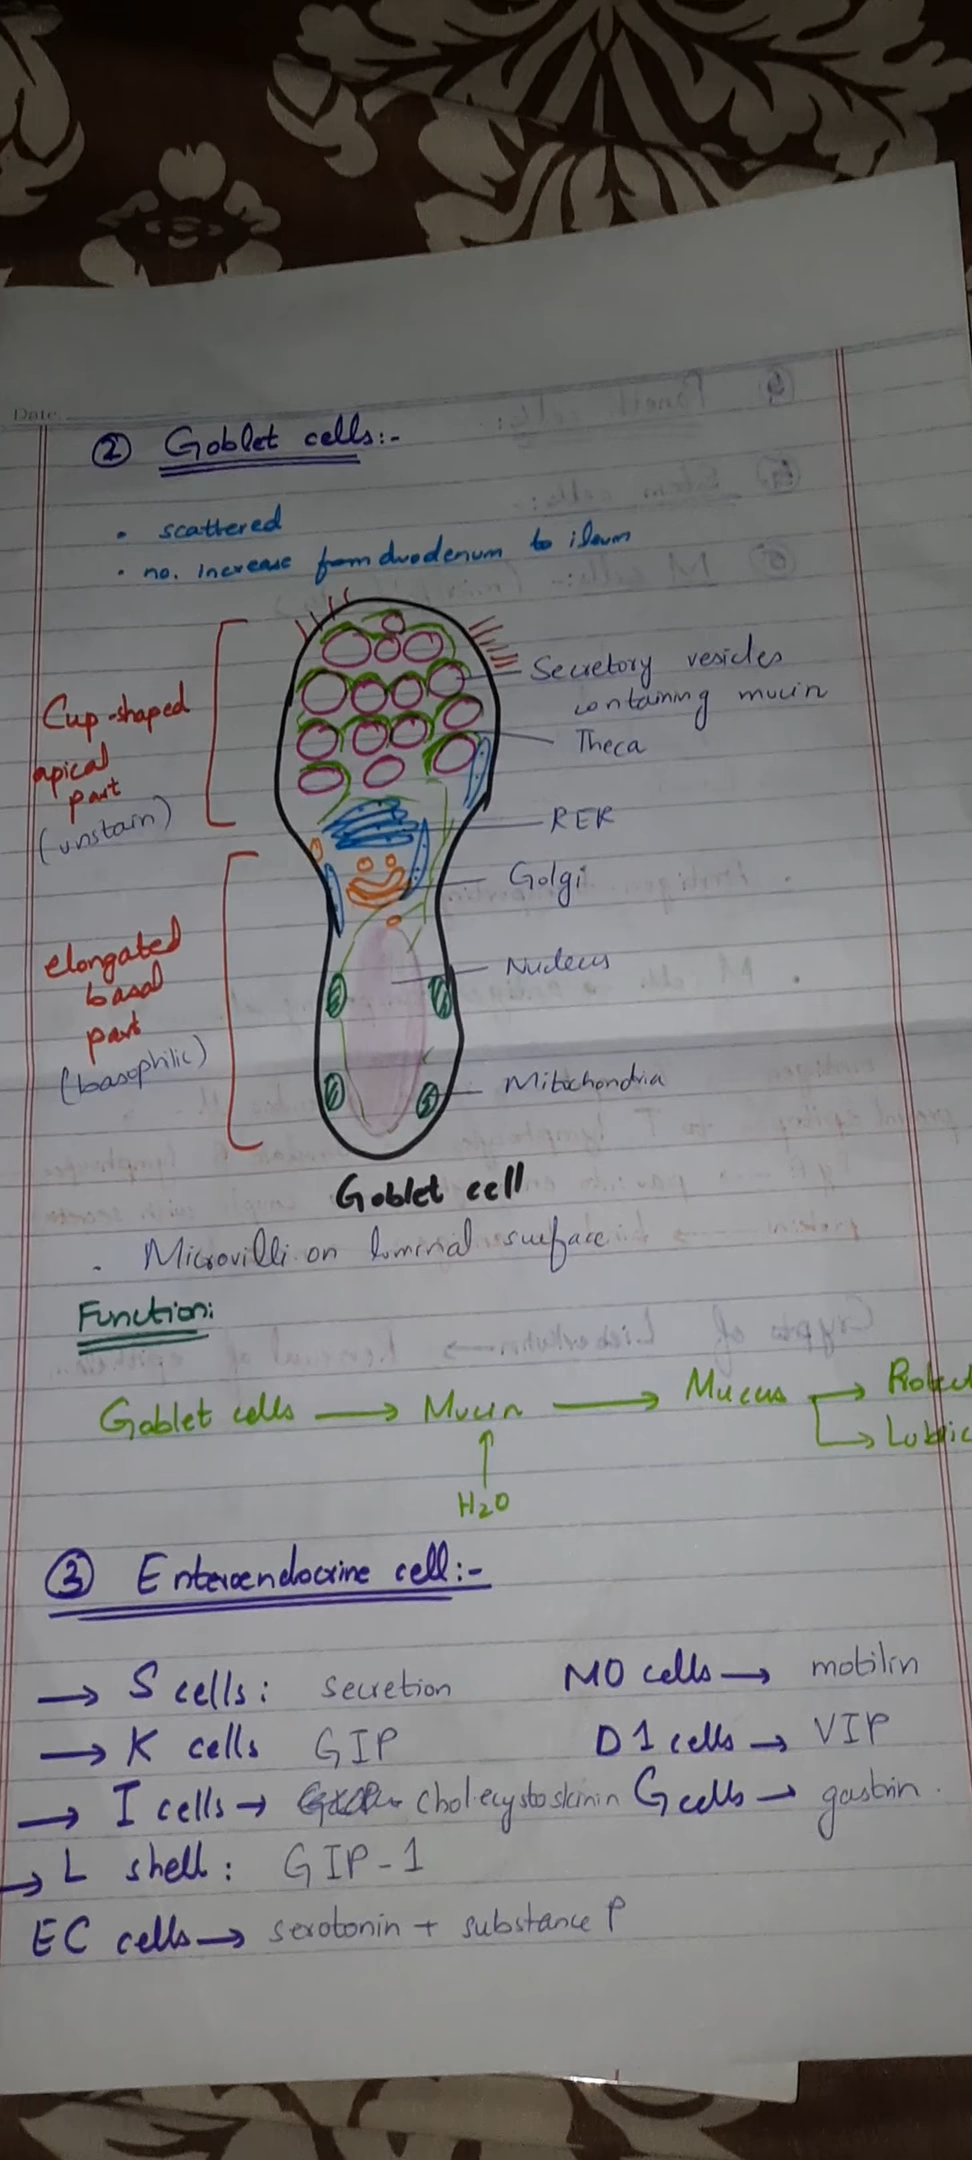 Date
② Goblet cells:-
• scattered
• no. increase from duodenum to ileum
Cup-shaped
apical
part
(unstain)
Secretory vesicles
containing mucin
Theca
RER
Golgi
elongated
basal
part
(basophilic)
Nucleus
Mitochondria
Goblet cell
• Microvilli on luminal surface
Function:
Goblet cells → Mucin → Mucus → Protect
→ Lubric
↑
H2O
③ Enteroendocrine cell:-
→ S cells: secretion MO cells → motilin
→ K cells GIP D1 cells → VIP
→ I cells → cholecystoskinin G cells → gastrin.
→ L shell: GIP-1
EC cells → serotonin + substance P